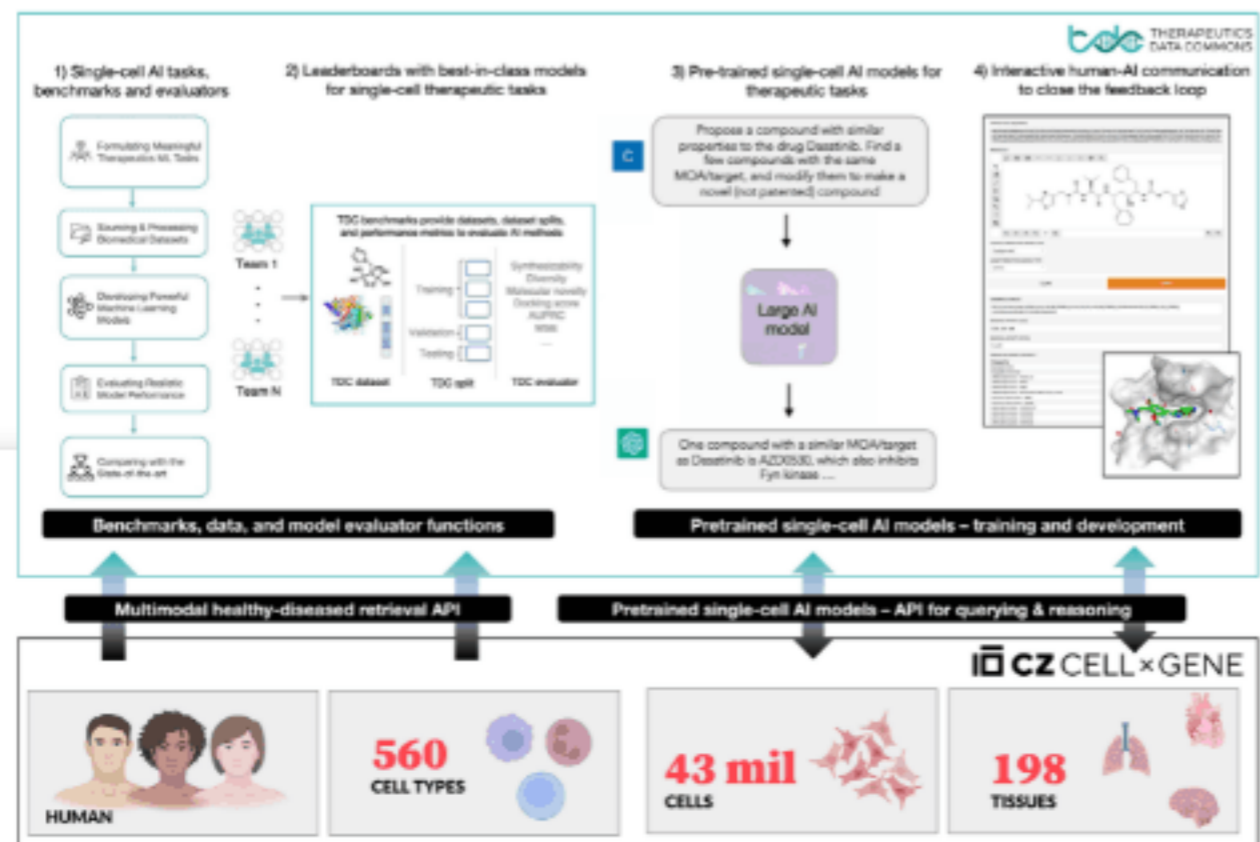 tdc THERAPEUTICS
DATA COMMONS
1) Single-cell AI tasks,
benchmarks and evaluators
Formulating Meaningful
Therapeutics ML Tasks
Sourcing & Processing
Biomedical Datasets
Developing Powerful
Machine Learning
Models
Evaluating Realistic
Model Performance
Comparing with the
State-of-the-art
2) Leaderboards with best-in-class models
for single-cell therapeutic tasks
Team 1
Team N
TDC benchmarks provide datasets, dataset splits,
and performance metrics to evaluate AI methods
Training
Validation
Testing
Synthesizability
Diversity
Molecular novelty
Docking score
AUPRC
MSE
....
TDC dataset
TDC split
TDC evaluator
3) Pre-trained single-cell AI models for
therapeutic tasks
C
Propose a compound with similar
properties to the drug Dasatinib. Find a
few compounds with the same
MOA/target, and modify them to make a
novel (not patented) compound
Large AI
model
One compound with a similar MOA/target
as Dasatinib is AZD0530, which also inhibits
Fyn kinase ....
4) Interactive human-AI communication
to close the feedback loop
Benchmarks, data, and model evaluator functions
Pretrained single-cell AI models – training and development
Multimodal healthy-diseased retrieval API
Pretrained single-cell AI models – API for querying & reasoning
CZ CELL×GENE
HUMAN
560
CELL TYPES
43 mil
CELLS
198
TISSUES